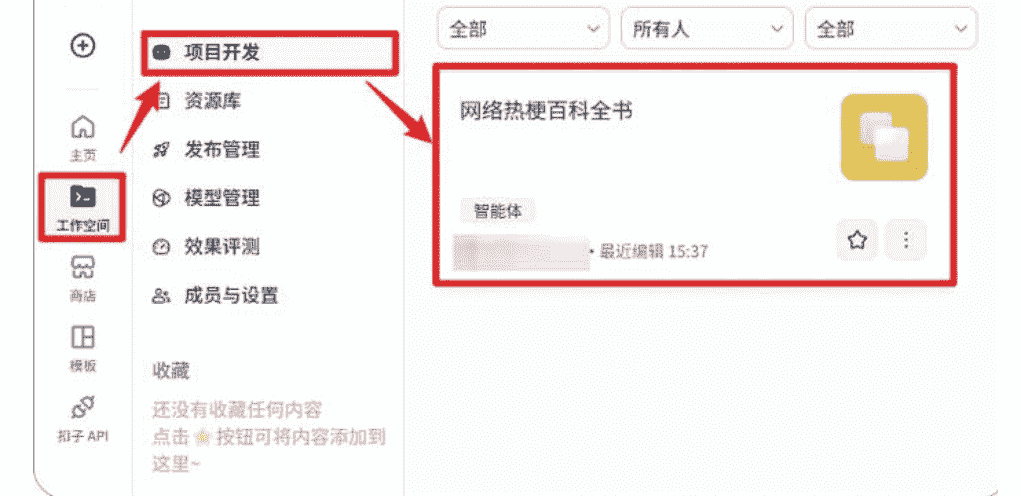 主页
工作空间
商店
模板
扣子 API
项目开发
资源库
发布管理
模型管理
效果评测
成员与设置
收藏
还没有收藏任何内容
点击 按钮可将内容添加到
这里~
全部
所有人
全部
网络热梗百科全书
智能体
• 最近编辑 15:37